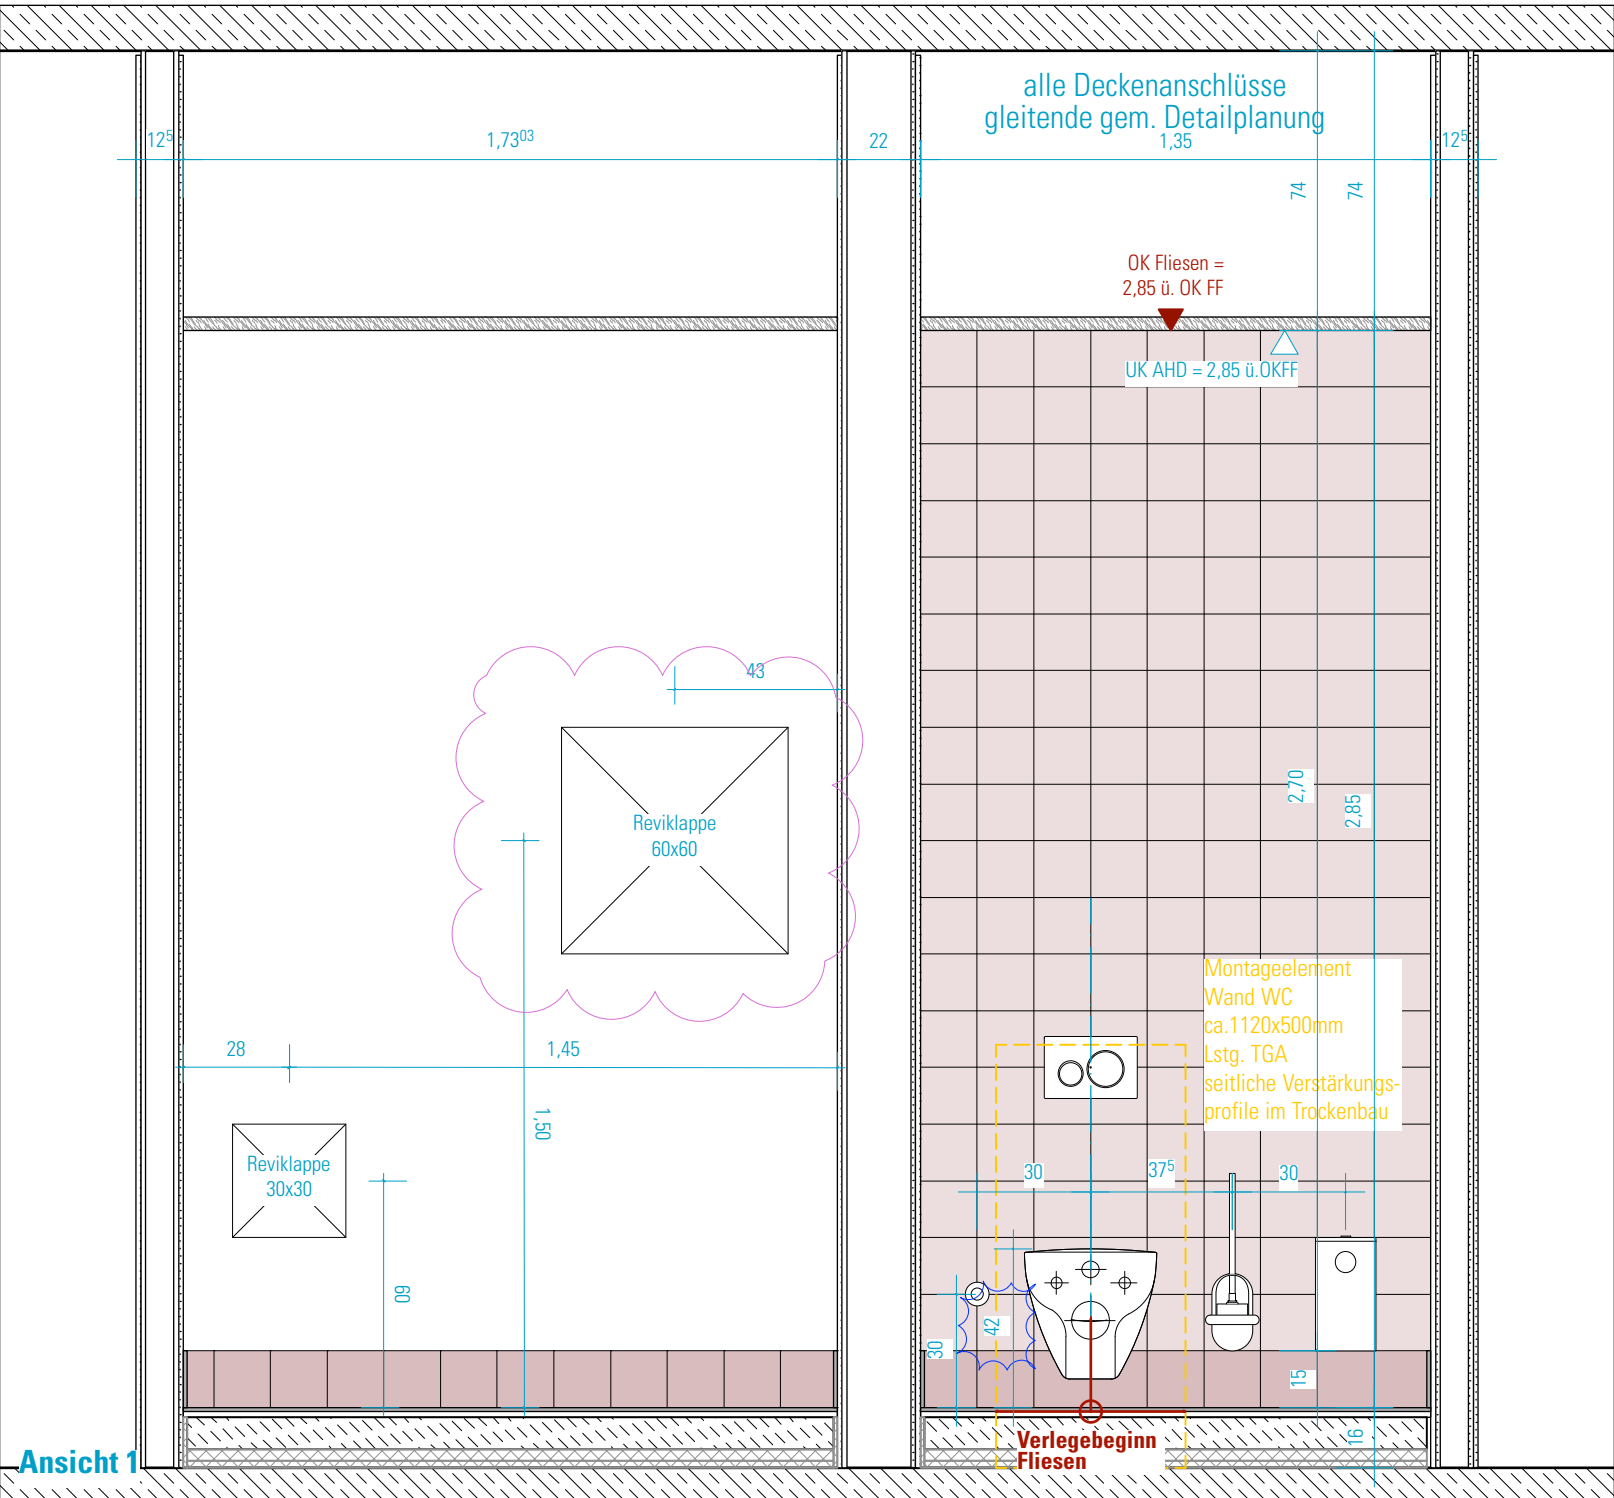 alle Deckenanschlüsse
gleitende gem. Detailplanung
12⁵
1,73⁰³
22
1,35
12⁵
74
74
OK Fliesen =
2,85 ü. OK FF
UK AHD = 2,85 ü.OKFF
43
Reviklappe
60x60
2,70
2,85
Montageelement
Wand WC
ca.1120x500mm
Lstg. TGA
seitliche Verstärkungs-
profile im Trockenbau
28
1,45
1,50
Reviklappe
30x30
30
37⁵
30
60
42
30
15
16
Verlegebeginn
Fliesen
Ansicht 1